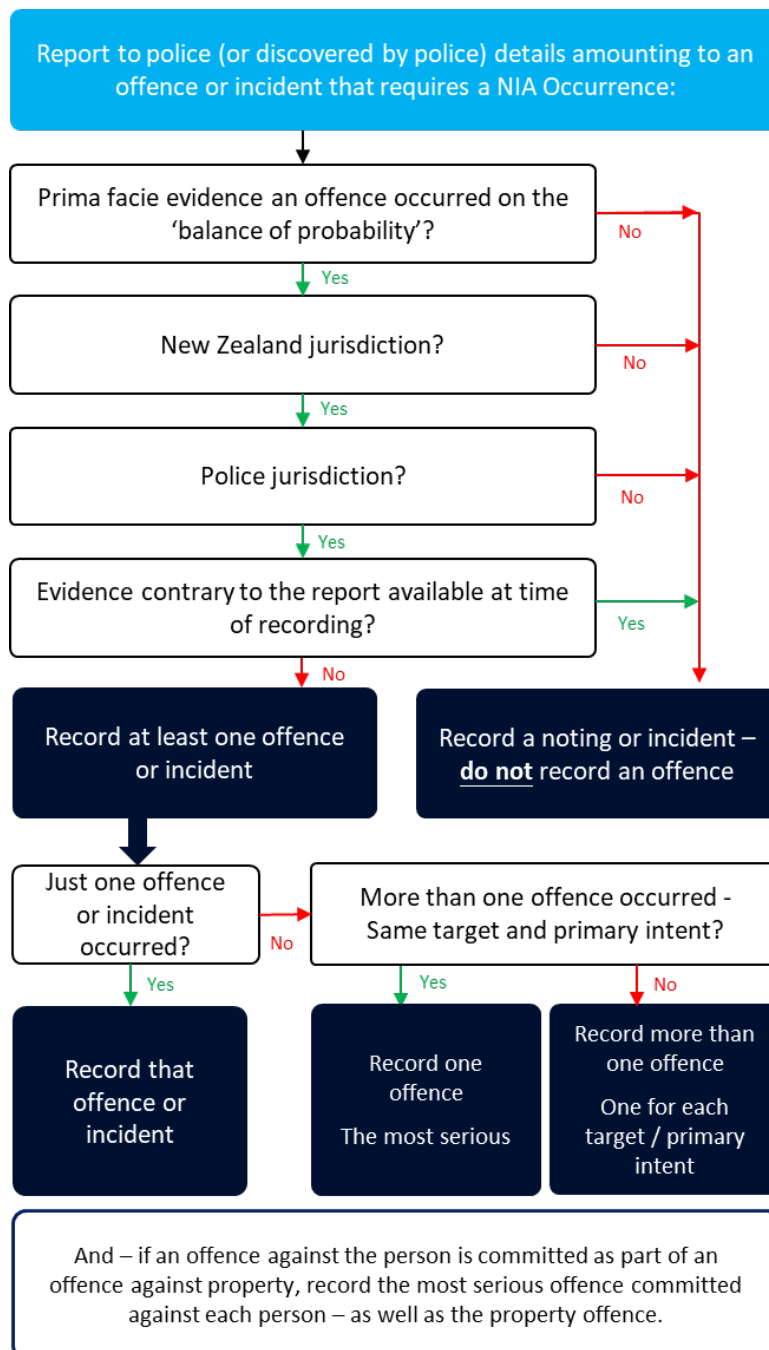 Report to police (or discovered by police) details amounting to an
offence or incident that requires a NIA Occurrence:
Prima facie evidence an offence occurred on the
‘balance of probability’?
No
Yes
New Zealand jurisdiction?
No
Yes
Police jurisdiction?
No
Yes
Evidence contrary to the report available at time
of recording?
Yes
No
Record at least one offence
or incident
Record a noting or incident –
do not record an offence
Just one offence
or incident
occurred?
No
More than one offence occurred -
Same target and primary intent?
Yes
Yes
No
Record that
offence or
incident
Record one
offence
The most serious
Record more than
one offence
One for each
target / primary
intent
And – if an offence against the person is committed as part of an
offence against property, record the most serious offence committed
against each person – as well as the property offence.